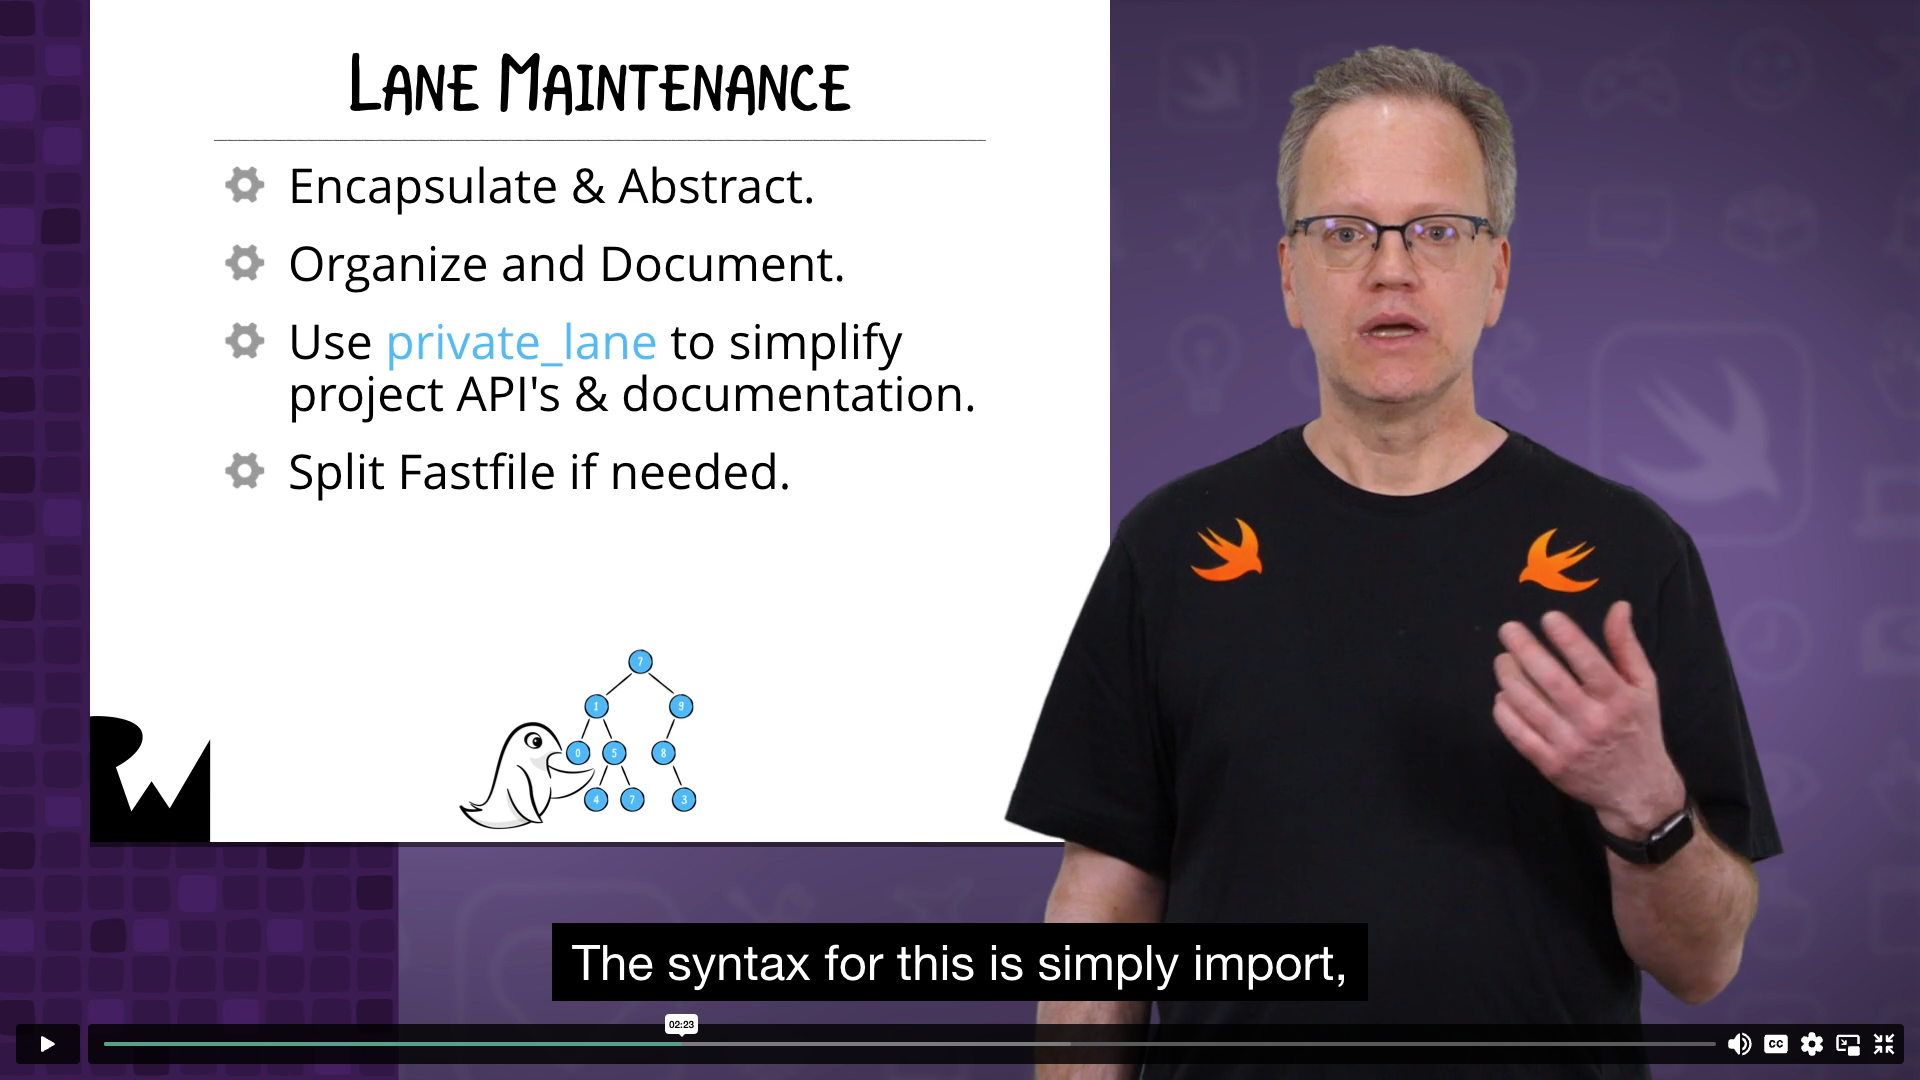 LANE MAINTENANCE
Encapsulate & Abstract.
Organize and Document.
Use private_lane to simplify
project API's & documentation.
Split Fastfile if needed.
7
1 9
0 5 8
4 7 3
RW
The syntax for this is simply import,
02:23
CC